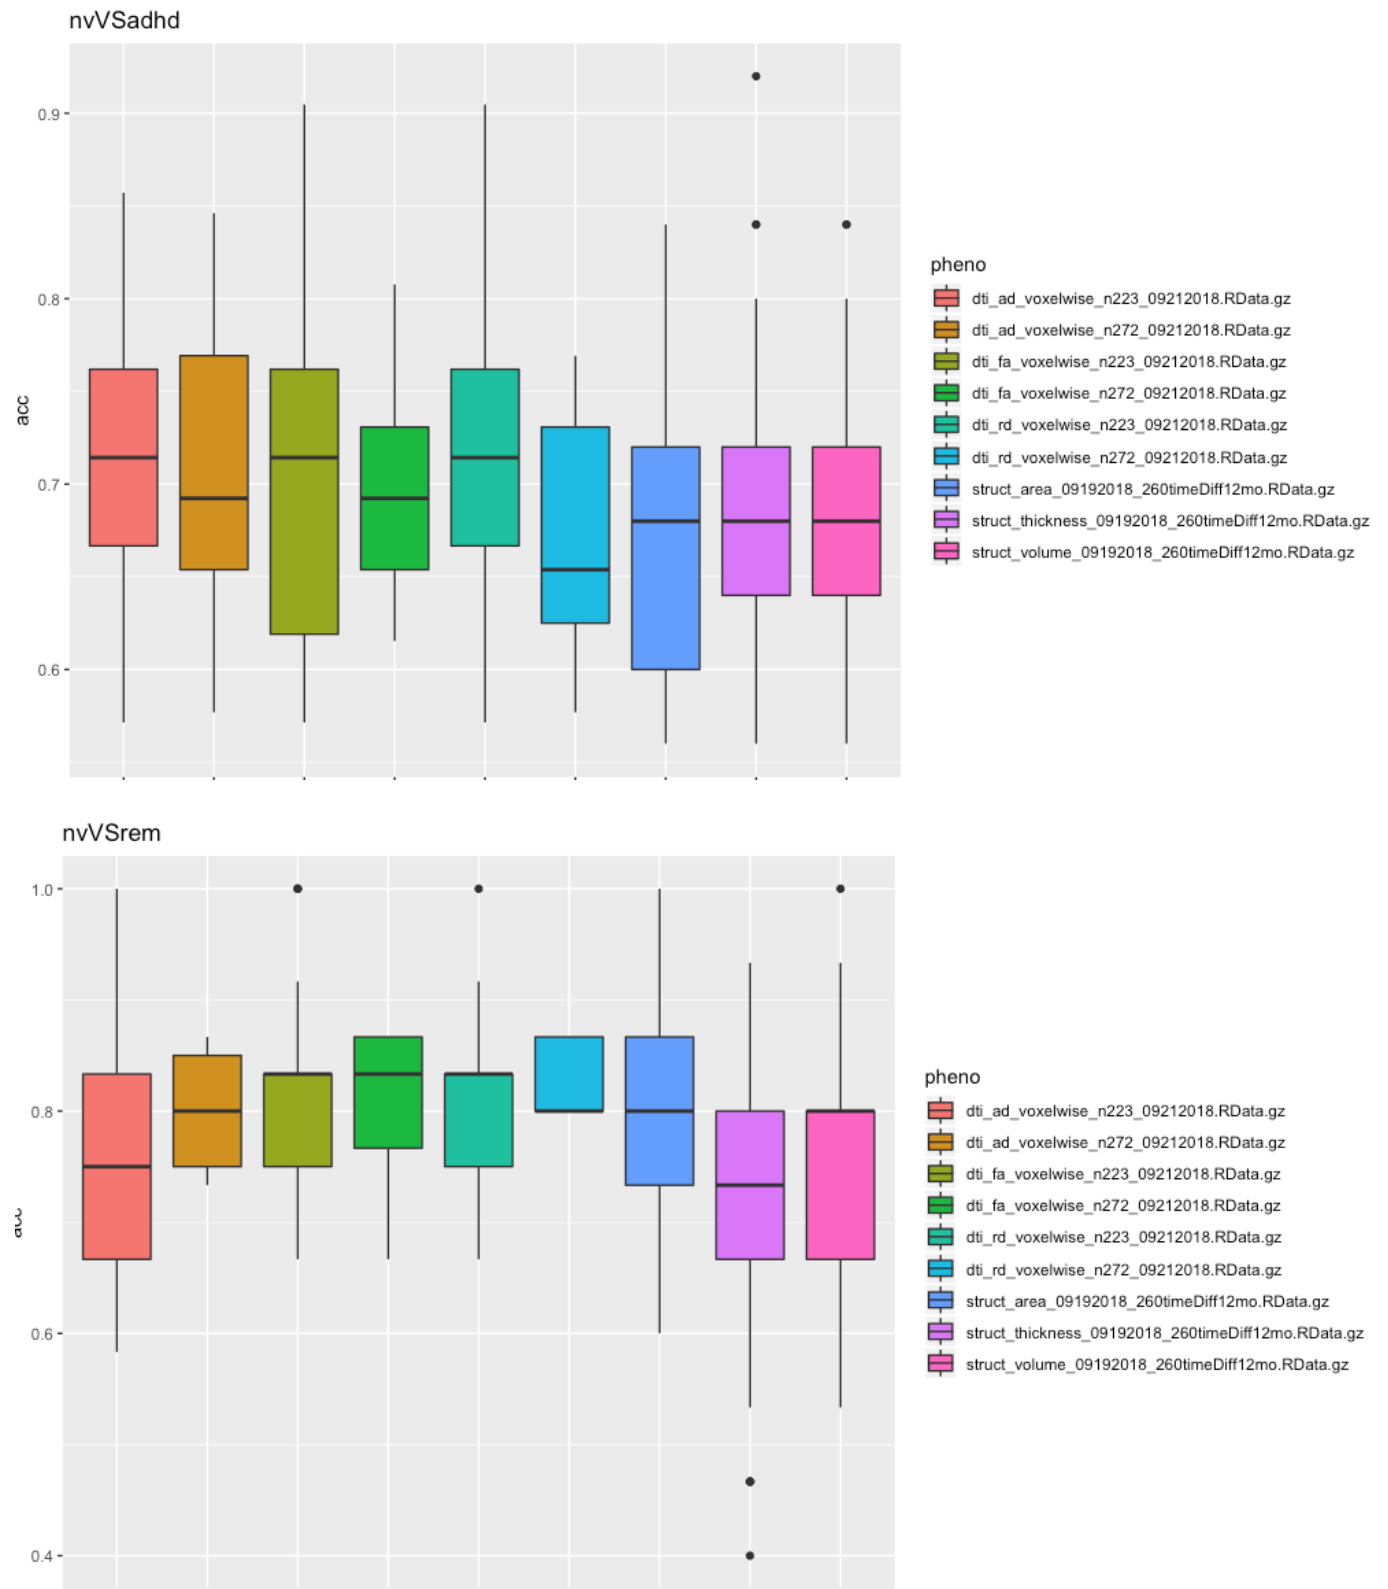 nvVSadhd
0.9
0.8
0.7
0.6
acc
pheno
dti_ad_voxelwise_n223_09212018.RData.gz
dti_ad_voxelwise_n272_09212018.RData.gz
dti_fa_voxelwise_n223_09212018.RData.gz
dti_fa_voxelwise_n272_09212018.RData.gz
dti_rd_voxelwise_n223_09212018.RData.gz
dti_rd_voxelwise_n272_09212018.RData.gz
struct_area_09192018_260timeDiff12mo.RData.gz
struct_thickness_09192018_260timeDiff12mo.RData.gz
struct_volume_09192018_260timeDiff12mo.RData.gz
nvVSrem
1.0
0.8
0.6
0.4
acc
pheno
dti_ad_voxelwise_n223_09212018.RData.gz
dti_ad_voxelwise_n272_09212018.RData.gz
dti_fa_voxelwise_n223_09212018.RData.gz
dti_fa_voxelwise_n272_09212018.RData.gz
dti_rd_voxelwise_n223_09212018.RData.gz
dti_rd_voxelwise_n272_09212018.RData.gz
struct_area_09192018_260timeDiff12mo.RData.gz
struct_thickness_09192018_260timeDiff12mo.RData.gz
struct_volume_09192018_260timeDiff12mo.RData.gz